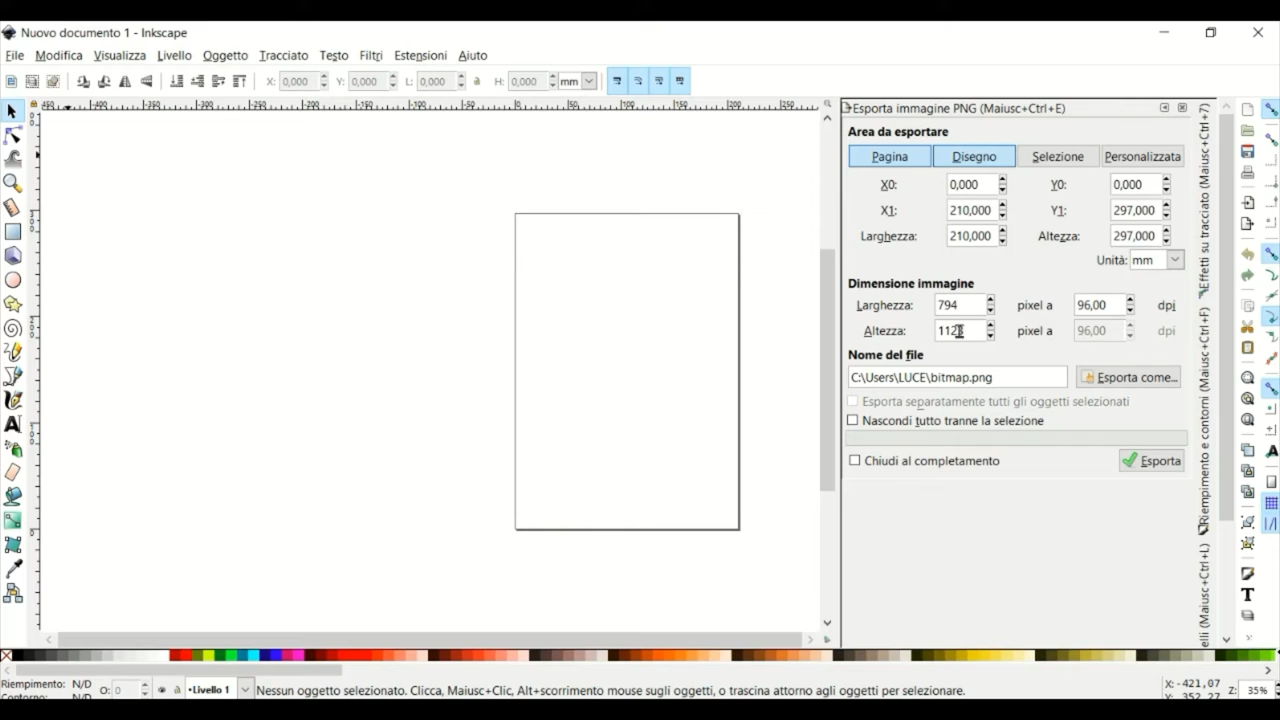 Nuovo documento 1 - Inkscape
File Modifica Visualizza Livello Oggetto Tracciato Testo Filtri Estensioni Aiuto
X: 0,000 Y: 0,000 L: 0,000 H: 0,000 mm
Esporta immagine PNG (Maiusc+Ctrl+E)
Area da esportare
Pagina Disegno Selezione Personalizzata
X0: 0,000 Y0: 0,000
X1: 210,000 Y1: 297,000
Larghezza: 210,000 Altezza: 297,000
Unità: mm
Dimensione immagine
Larghezza: 794 pixel a 96,00 dpi
Altezza: pixel a 96,00 dpi
Nome del file
C:\Users\LUCE\bitmap.png Esporta come...
Esporta separatamente tutti gli oggetti selezionati
Nascondi tutto tranne la selezione
Chiudi al completamento Esporta
Effetti su tracciato (Maiusc+Ctrl+7)
Riempimento e contorni (Maiusc+Ctrl+F)
elli (Maiusc+Ctrl+L)
Riempimento: N/D
Contorno: N/D
O: 0 •Livello 1 Nessun oggetto selezionato. Clicca, Maiusc+Clic, Alt+scorrimento mouse sugli oggetti, o trascina attorno agli oggetti per selezionare.
X: -421,07
Y: 352,27
Z: 35%